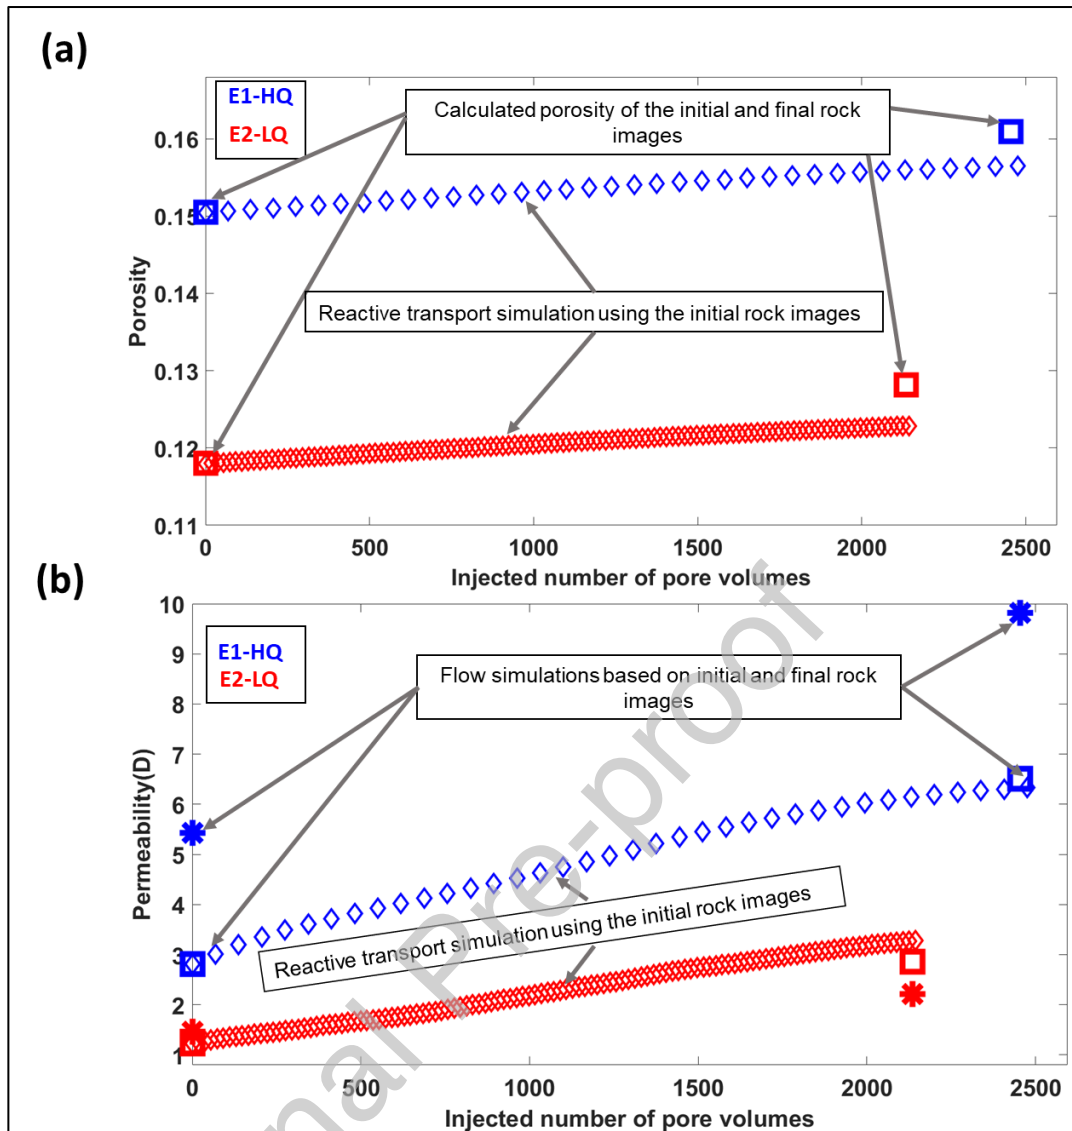 (a)
E1-HQ
E2-LQ
Calculated porosity of the initial and final rock
images
Reactive transport simulation using the initial rock images
Porosity
0.16
0.15
0.14
0.13
0.12
0.11
0 500 1000 1500 2000 2500
Injected number of pore volumes
(b)
E1-HQ
E2-LQ
Flow simulations based on initial and final rock
images
Reactive transport simulation using the initial rock images
Permeability(D)
10
9
8
7
6
5
4
3
2
1
0 500 1000 1500 2000 2500
Injected number of pore volumes
nal Pre-proof